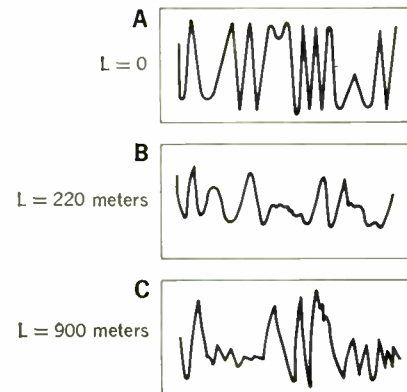 A
L = 0
B
L = 220 meters
C
L = 900 meters